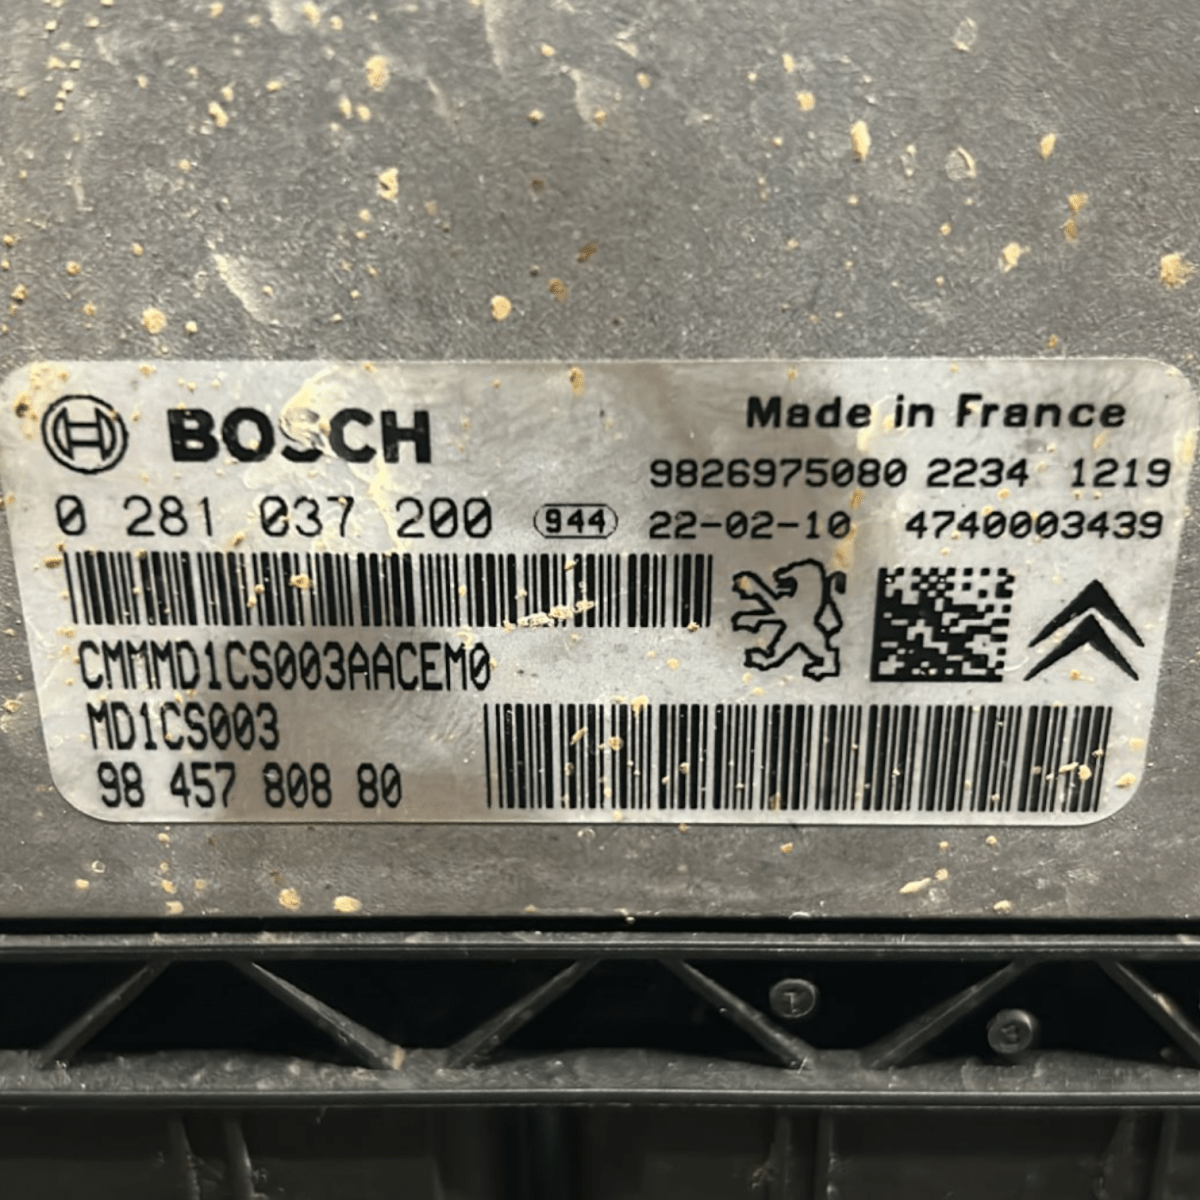 BOSCH
Made in France
9826975080 2234 1219
0 281 037 200 944 22-02-10 4740003439
CMMMD1CS003AACEM0
MD1CS003
98 457 808 80